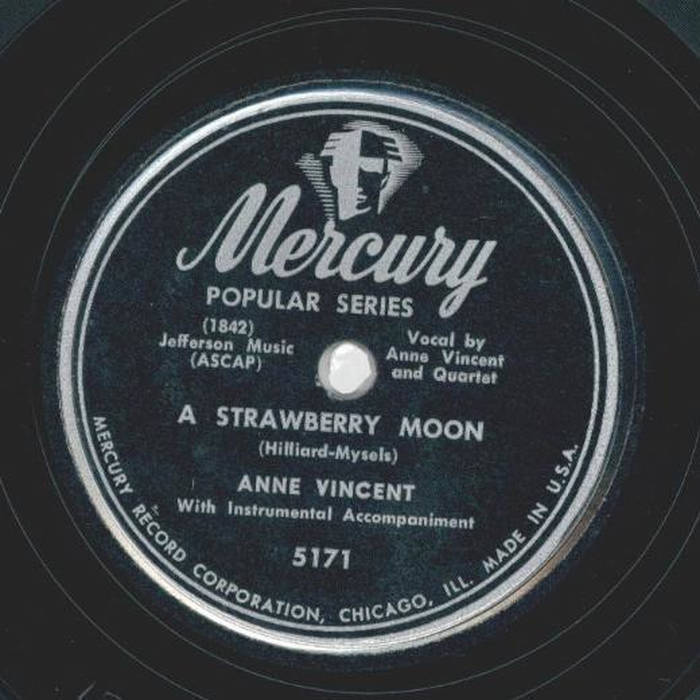 Mercury
POPULAR SERIES
(1842)
Jefferson Music
(ASCAP)
Vocal by
Anne Vincent
and Quartet
A STRAWBERRY MOON
(Hilliard-Mysels)
ANNE VINCENT
With Instrumental Accompaniment
5171
MERCURY RECORD CORPORATION, CHICAGO, ILL. MADE IN U.S.A.